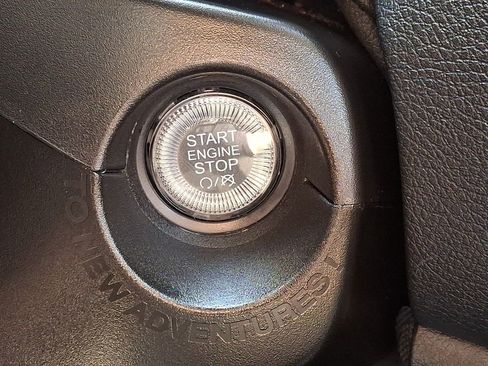 START
ENGINE
STOP
TO NEW ADVENTURES!